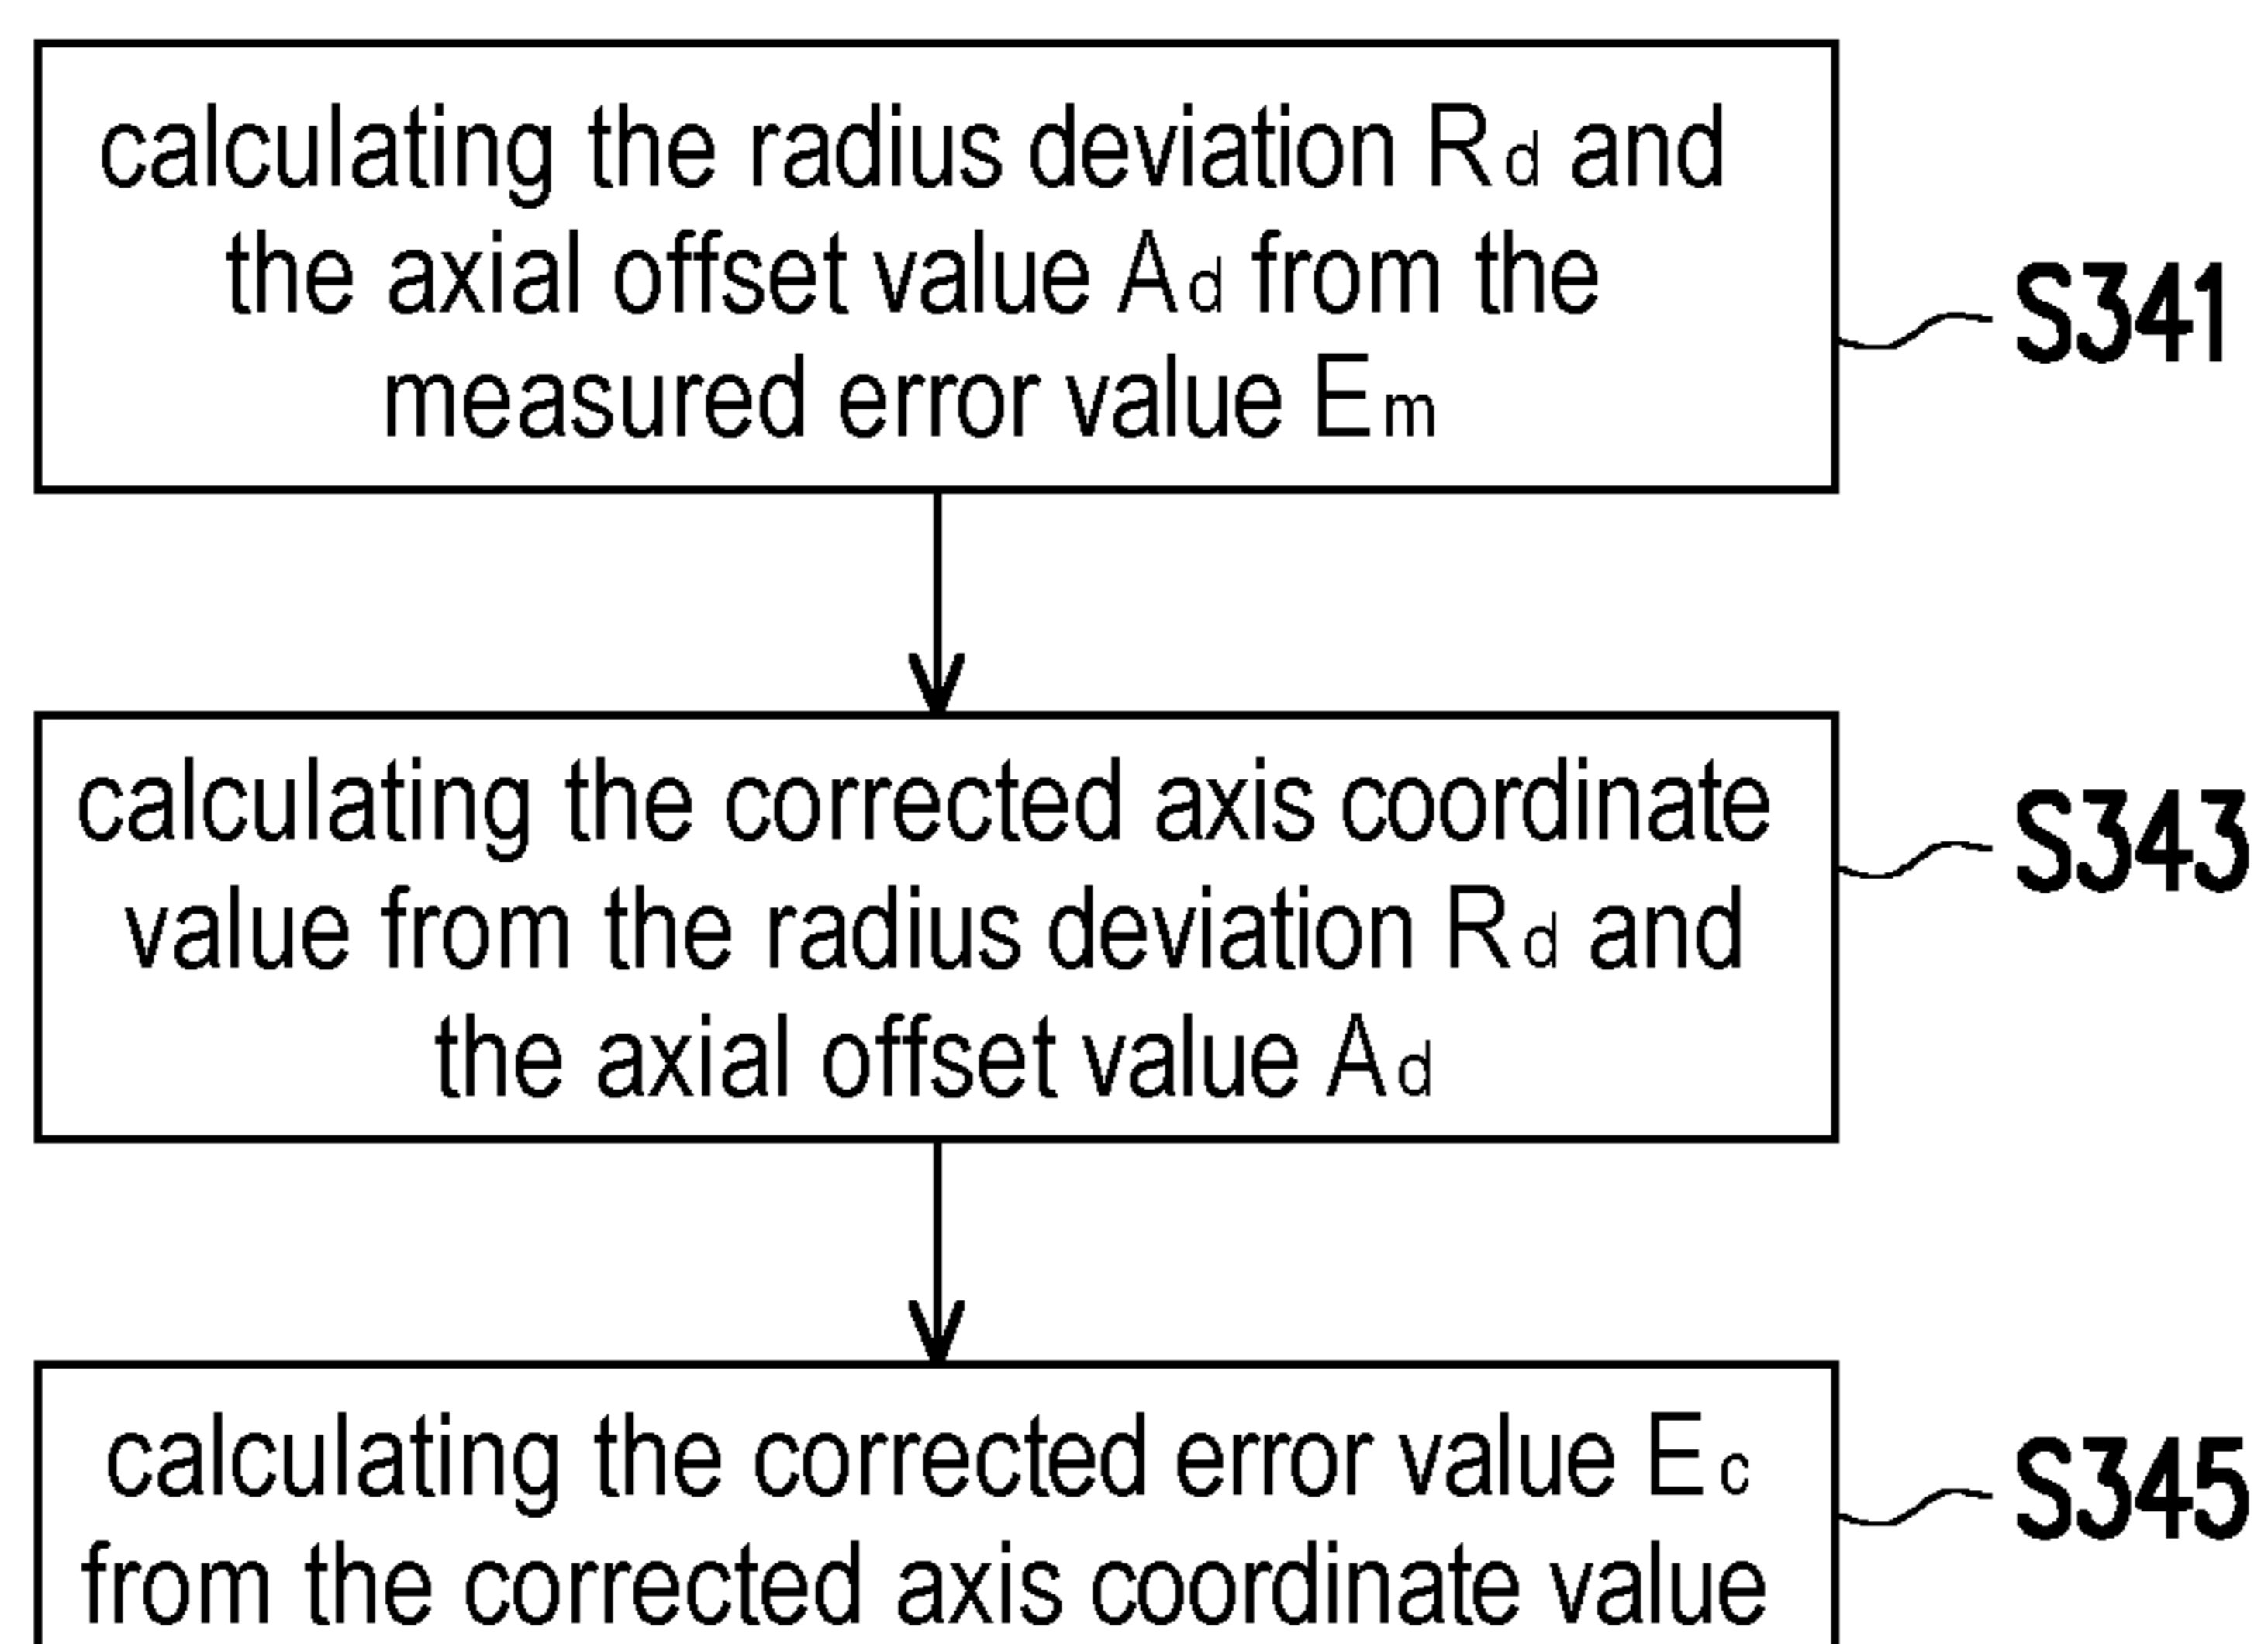 calculating the radius deviation Rd and
the axial offset value Ad from the
measured error value Em
S341
calculating the corrected axis coordinate
value from the radius deviation Rd and
the axial offset value Ad
S343
calculating the corrected error value Ec
from the corrected axis coordinate value
S345